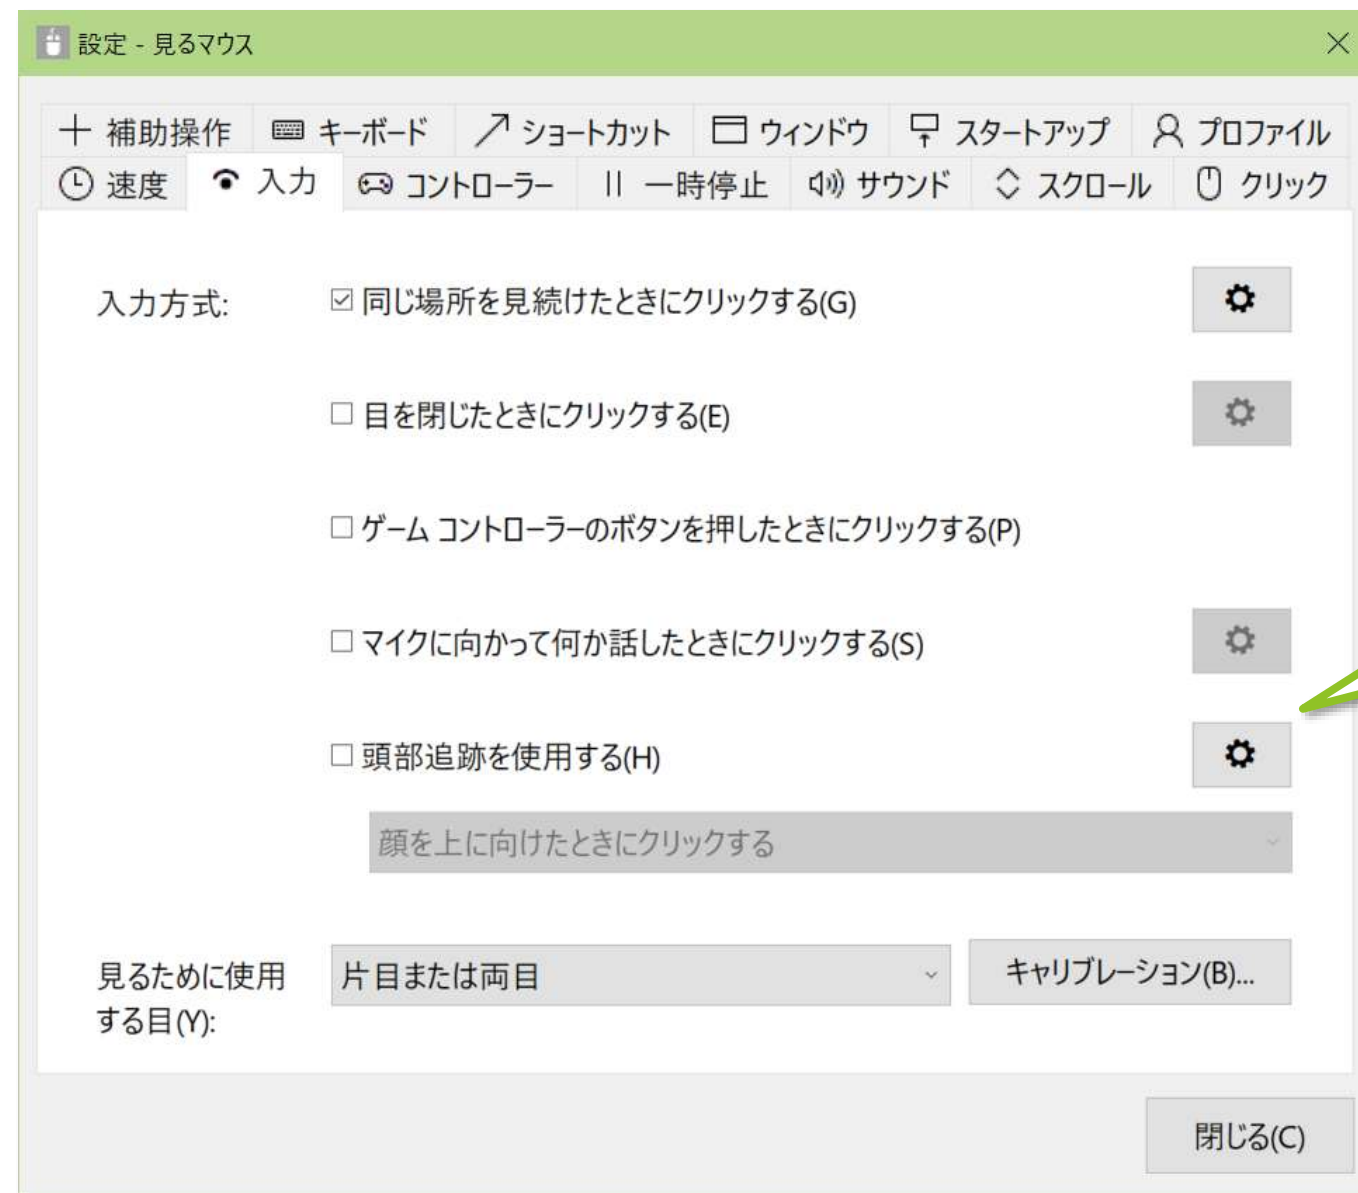 設定 - 見るマウス
補助操作 キーボード ショートカット ウィンドウ スタートアップ プロファイル
速度 入力 コントローラー 一時停止 サウンド スクロール クリック
入力方式: 同じ場所を見続けたときにクリックする(G)
目を閉じたときにクリックする(E)
ゲーム コントローラーのボタンを押したときにクリックする(P)
マイクに向かって何か話したときにクリックする(S)
頭部追跡を使用する(H)
顔を上に向けたときにクリックする
見るために使用
する目(Y):
片目または両目 キャリブレーション(B)...
閉じる(C)